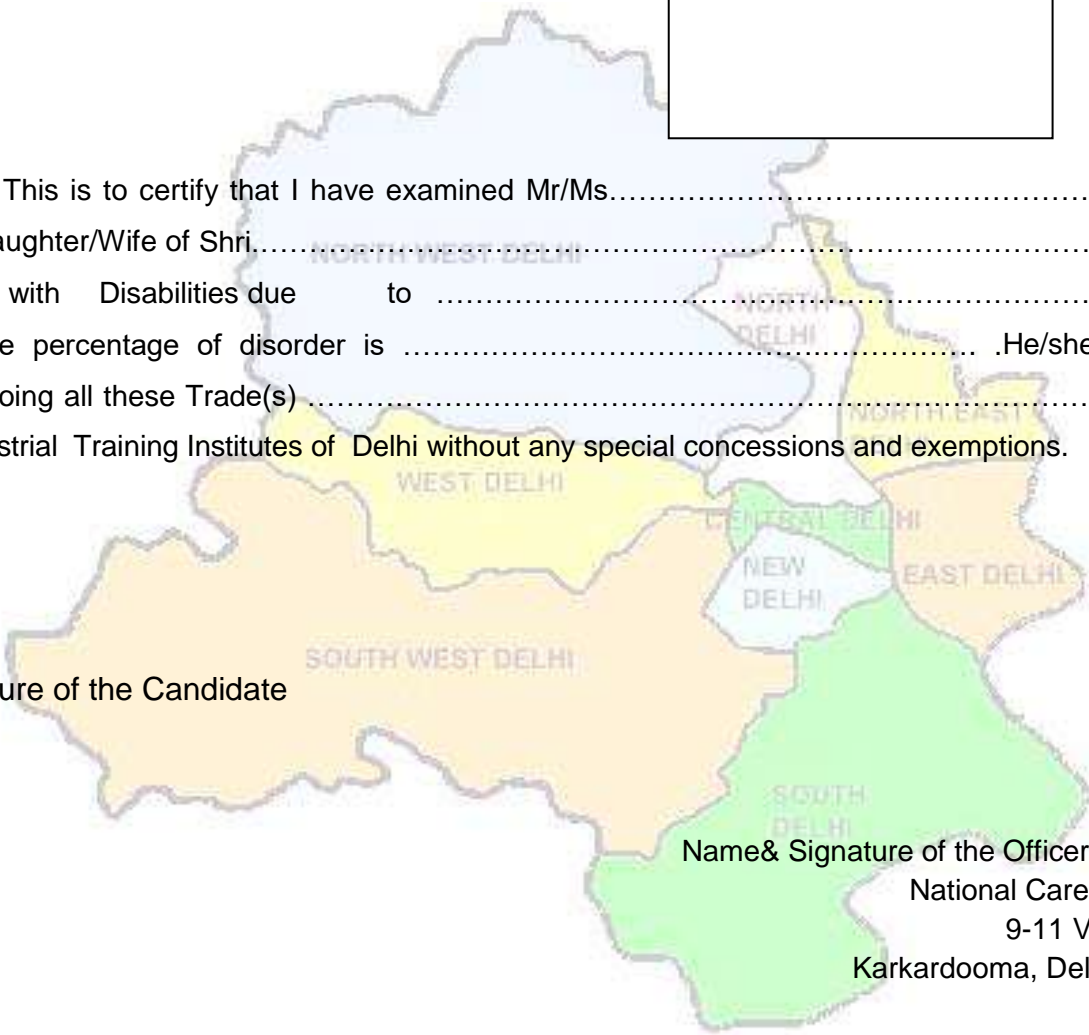 This is to certify that I have examined Mr/Ms……………………………………………
aughter/Wife of Shri……………………………………………………………………
NORTH WEST DELHI
with Disabilities due to ……………………………………………………
NORTH
DELHI
e percentage of disorder is …………………………………………………. .He/she
oing all these Trade(s) ……………………………………………………………
NORTH EAST
strial Training Institutes of Delhi without any special concessions and exemptions.
WEST DELHI
CENTRAL DELHI
NEW
DELHI
EAST DELHI
SOUTH WEST DELHI
ure of the Candidate
SOUTH
DELHI
Name& Signature of the Officer
National Care
9-11 V
Karkardooma, Del